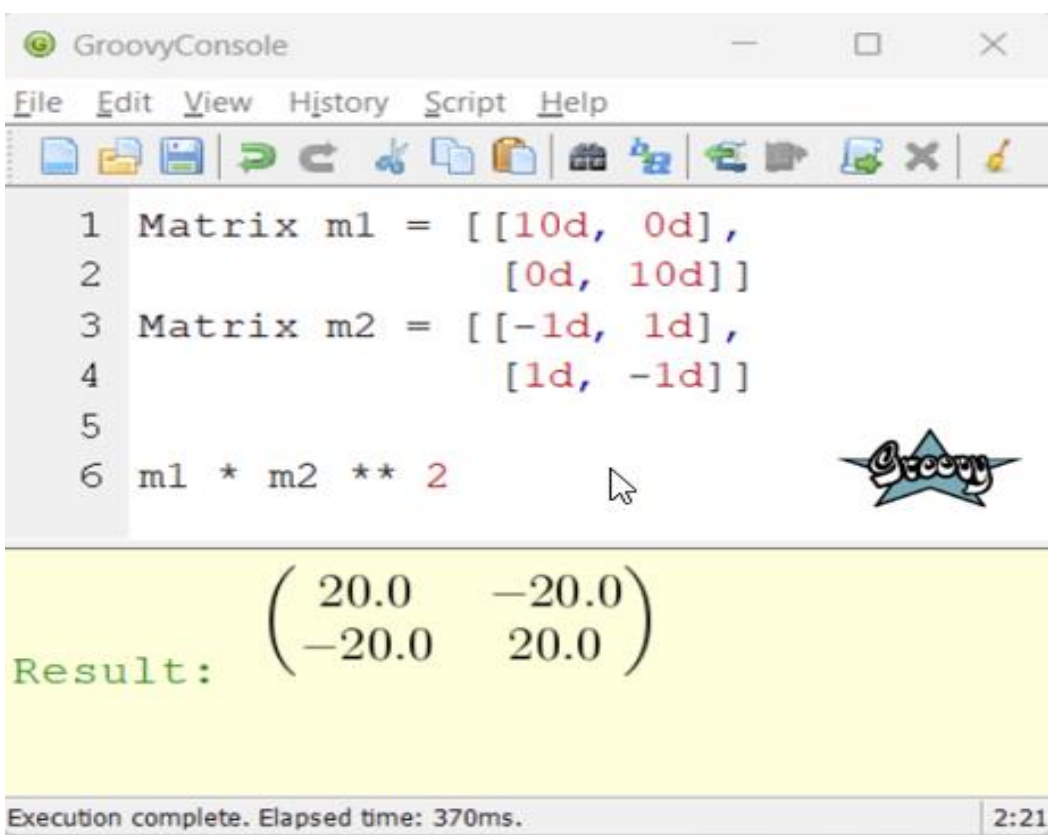 GroovyConsole
File Edit View History Script Help
1 Matrix m1 = [[10d, 0d],
2 [0d, 10d]]
3 Matrix m2 = [[-1d, 1d],
4 [1d, -1d]]
5
6 m1 * m2 ** 2
Groovy
20.0 −20.0
−20.0 20.0
Result:
Execution complete. Elapsed time: 370ms. 2:21